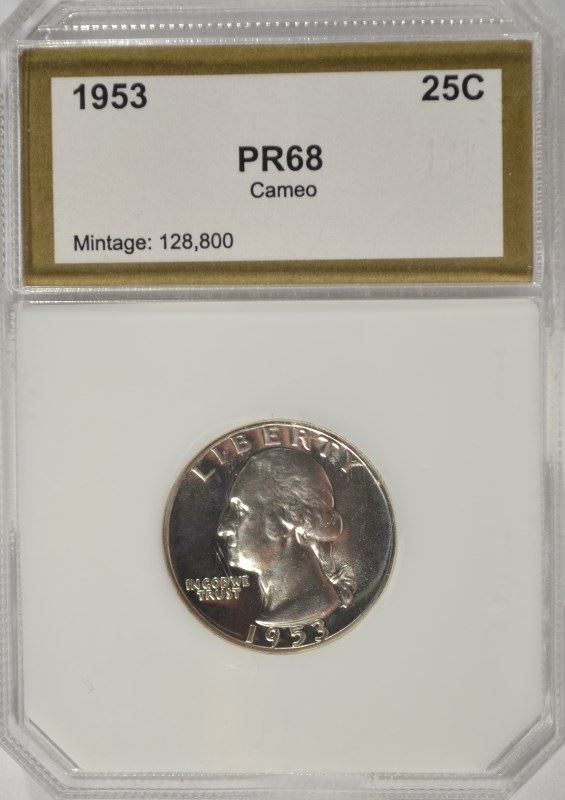 1953 25C
PR68
Cameo
Mintage: 128,800
LIBERTY
IN GOD WE
TRUST
1953